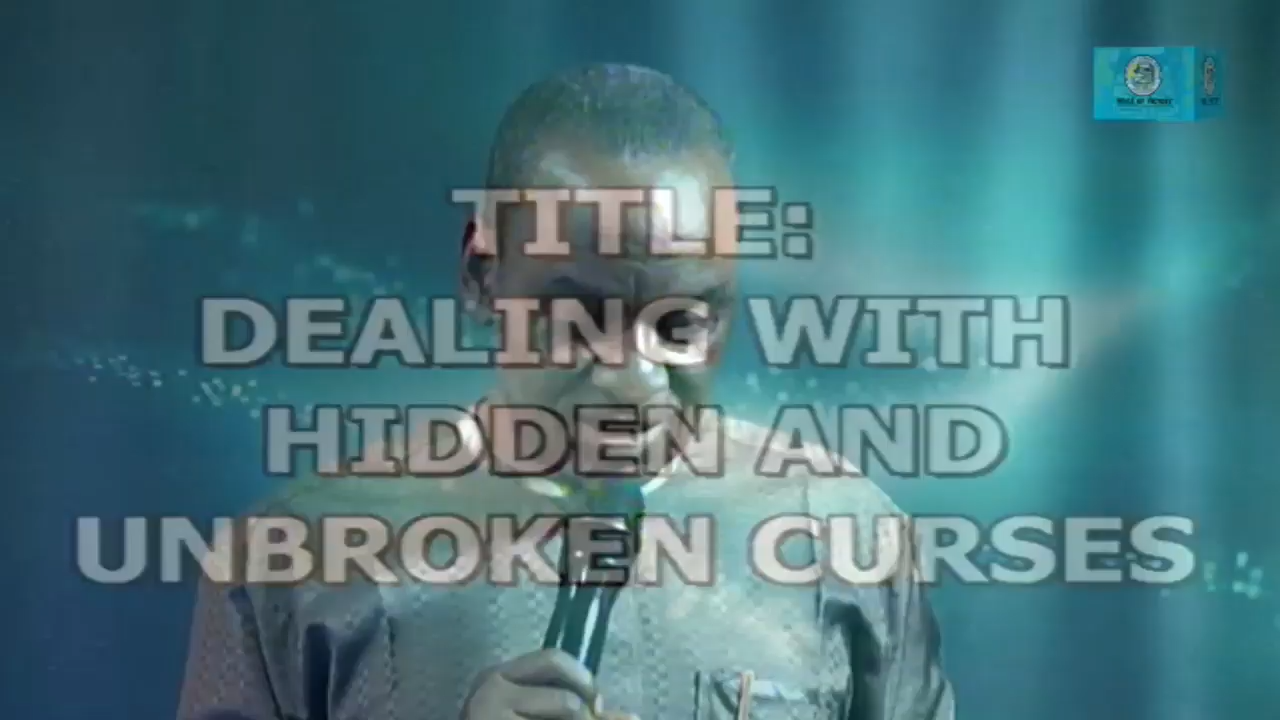 TITLE:
DEALING WITH
HIDDEN AND
UNBROKEN CURSES